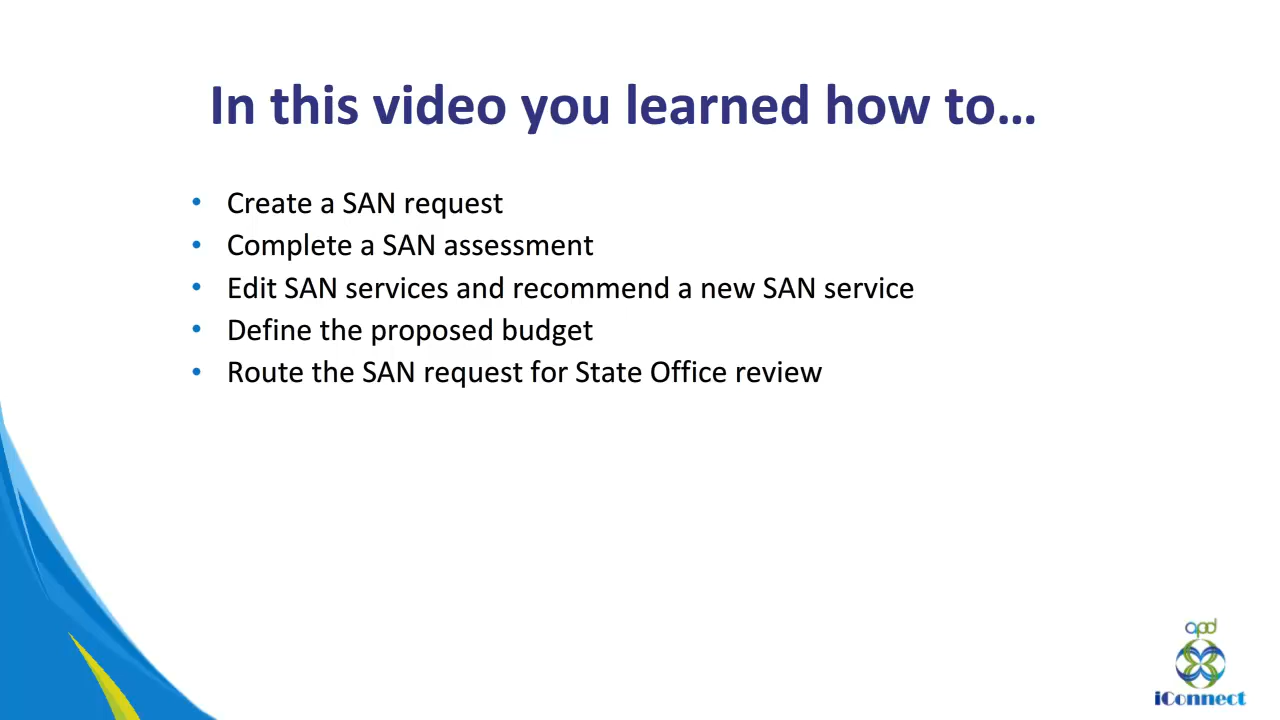 In this video you learned how to...
• Create a SAN request
• Complete a SAN assessment
• Edit SAN services and recommend a new SAN service
• Define the proposed budget
• Route the SAN request for State Office review
apd
iConnect